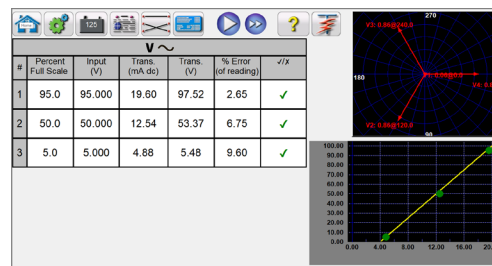 Home
125
?
V~
# Percent Full Scale Input (V) Trans. (mA dc) Trans. (V) % Error (of reading) ✓/x
1 95.0 95.000 19.60 97.52 2.65 ✓
2 50.0 50.000 12.54 53.37 6.75 ✓
3 5.0 5.000 4.88 5.48 9.60 ✓
270
180
90
100.00
90.00
80.00
70.00
60.00
50.00
40.00
30.00
20.00
10.00
0.00
0.00 4.00 8.00 12.00 16.00 20.